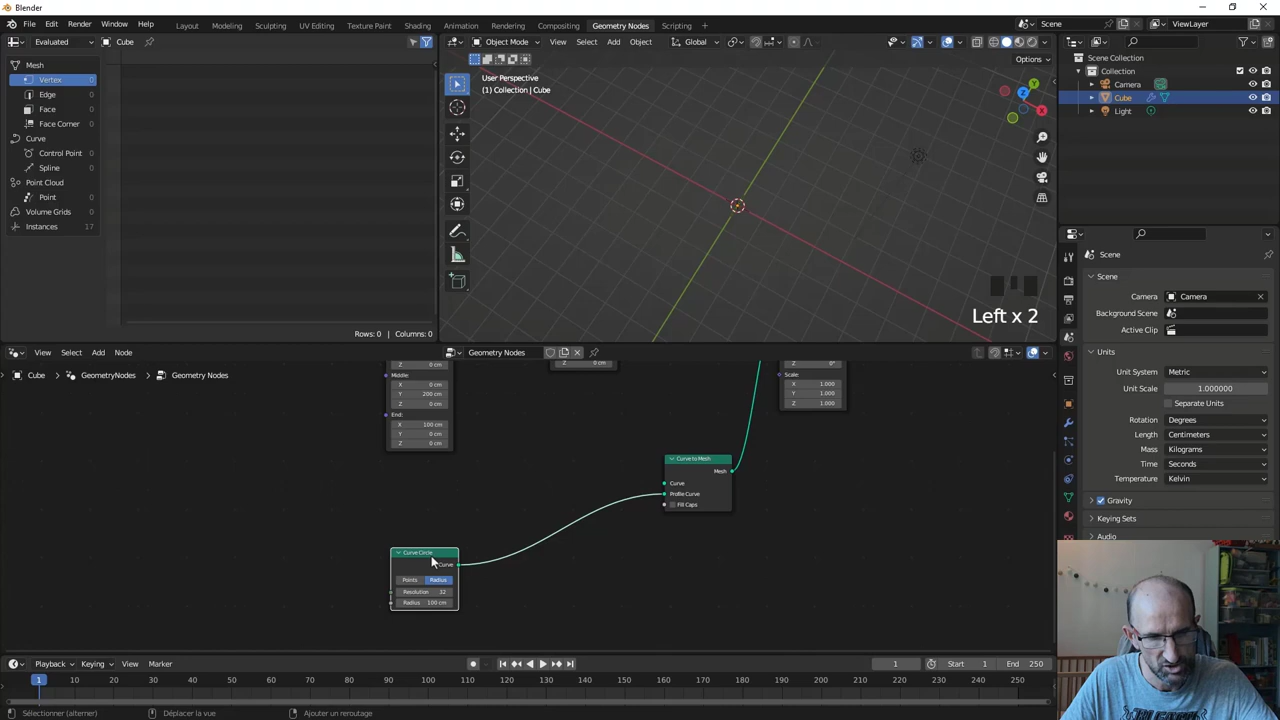 Blender
File Edit Render Window Help Layout Modeling Sculpting UV Editing Texture Paint Shading Animation Rendering Compositing Geometry Nodes Scripting + Scene ViewLayer
Evaluated Cube
Object Mode View Select Add Object Global
Options
Mesh
Vertex 0
Edge 0
Face 0
Face Corner 0
Curve
Control Point 0
Spline 0
Point Cloud
Point 0
Volume Grids
Instances 17
Rows: 0 Columns: 0
User Perspective
(1) Collection | Cube
Z
Y
X
Left x 2
Scene Collection
Collection
Camera
Cube
Light
Scene
Scene
Camera Camera
Background Scene
Active Clip
Units
Unit System Metric
Unit Scale 1.000000
Separate Units
Rotation Degrees
Length Centimeters
Mass Kilograms
Time Seconds
Temperature Kelvin
Gravity
Keying Sets
Audio
View Select Add Node Geometry Nodes
Cube GeometryNodes Geometry Nodes
Z 0 cm
Middle:
X 0 cm
Y 200 cm
Z 0 cm
End:
X 100 cm
Y 0 cm
Z 0 cm
Z 0 cm
Z 0°
Scale:
X 1.000
Y 1.000
Z 1.000
Curve to Mesh
Mesh
Curve
Profile Curve
Fill Caps
Curve Circle
Curve
Points Radius
Resolution 32
Radius 100 cm
Playback Keying View Marker 1 Start 1 End 250
1 10 20 30 40 50 60 70 80 90 100 110 120 130 140 150 160 170 180 190 200 210 220 230 240 250
Sélectionner (alterner) Déplacer la vue Ajouter un reroutage